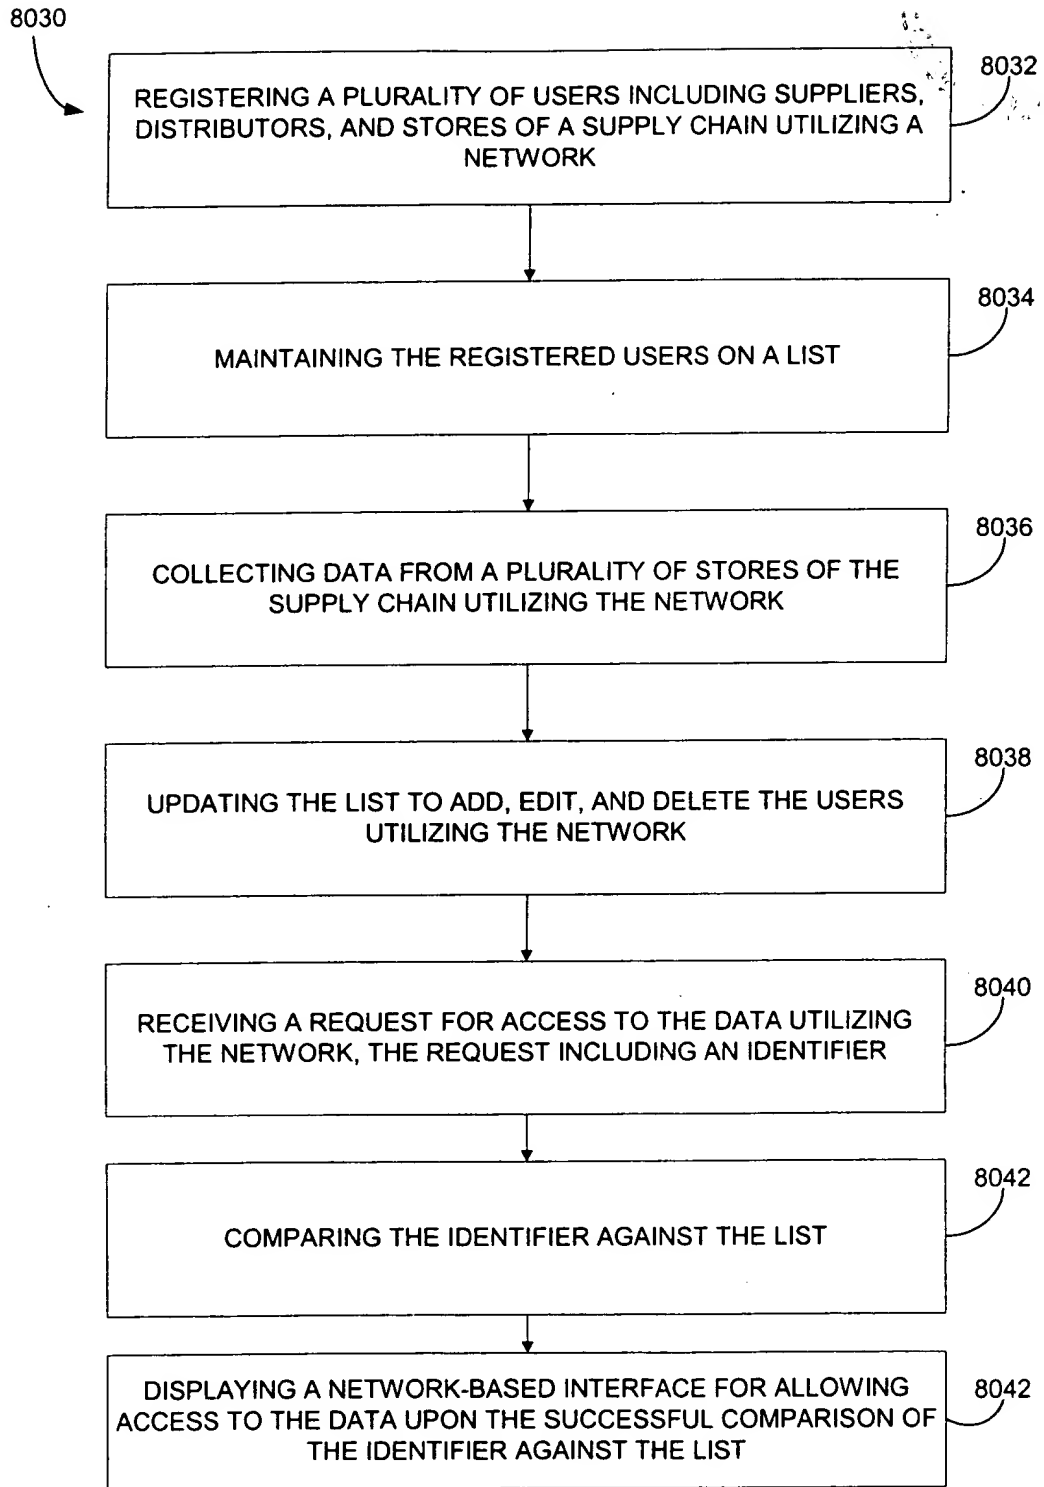 8030
8032
REGISTERING A PLURALITY OF USERS INCLUDING SUPPLIERS,
DISTRIBUTORS, AND STORES OF A SUPPLY CHAIN UTILIZING A
NETWORK
8034
MAINTAINING THE REGISTERED USERS ON A LIST
8036
COLLECTING DATA FROM A PLURALITY OF STORES OF THE
SUPPLY CHAIN UTILIZING THE NETWORK
8038
UPDATING THE LIST TO ADD, EDIT, AND DELETE THE USERS
UTILIZING THE NETWORK
8040
RECEIVING A REQUEST FOR ACCESS TO THE DATA UTILIZING
THE NETWORK, THE REQUEST INCLUDING AN IDENTIFIER
8042
COMPARING THE IDENTIFIER AGAINST THE LIST
8042
DISPLAYING A NETWORK-BASED INTERFACE FOR ALLOWING
ACCESS TO THE DATA UPON THE SUCCESSFUL COMPARISON OF
THE IDENTIFIER AGAINST THE LIST